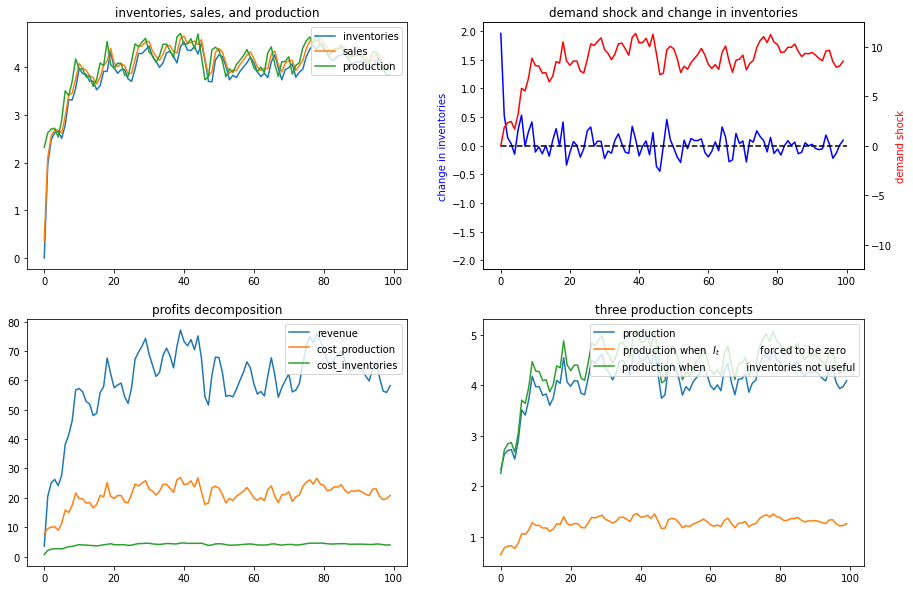 inventories, sales, and production
inventories
sales
production
4
3
2
1
0
0 20 40 60 80 100
demand shock and change in inventories
change in inventories
2.0
1.5
1.0
0.5
0.0
−0.5
−1.0
−1.5
−2.0
10
5
0
−5
−10
demand shock
0 20 40 60 80 100
profits decomposition
revenue
cost_production
cost_inventories
80
70
60
50
40
30
20
10
0
0 20 40 60 80 100
three production concepts
production
production when I_t forced to be zero
production when inventories not useful
5
4
3
2
1
0 20 40 60 80 100